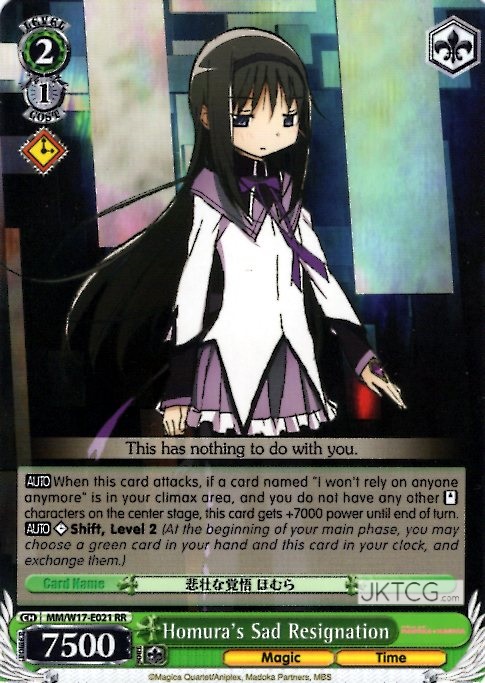 LEVEL
2
1
COST
This has nothing to do with you.
AUTO When this card attacks, if a card named "I won't rely on anyone
anymore" is in your climax area, and you do not have any other
characters on the center stage, this card gets +7000 power until end of turn.
AUTO Shift, Level 2 (At the beginning of your main phase, you may
choose a green card in your hand and this card in your clock, and
exchange them.)
Card Name 悲壮な覚悟 ほむら
JKTCG.com
CH MM/W17-E021 RR
POWER 7500 SOUL Homura's Sad Resignation
Magic Time
©Magica Quartet/Aniplex, Madoka Partners, MBS